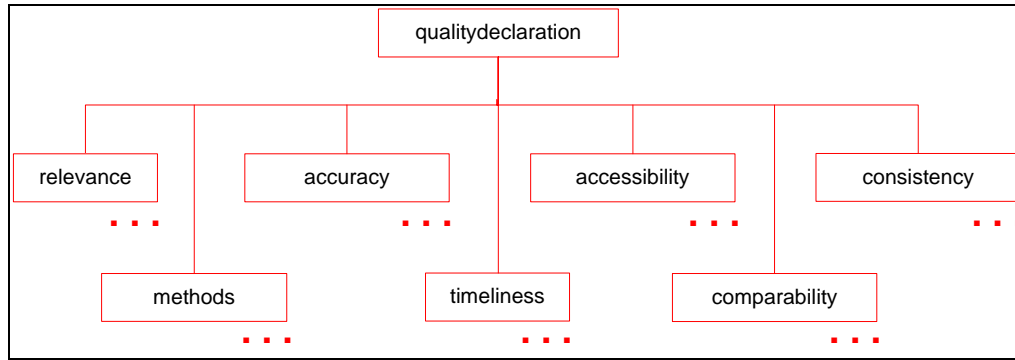 qualitydeclaration
relevance
accuracy
accessibility
consistency
methods
timeliness
comparability